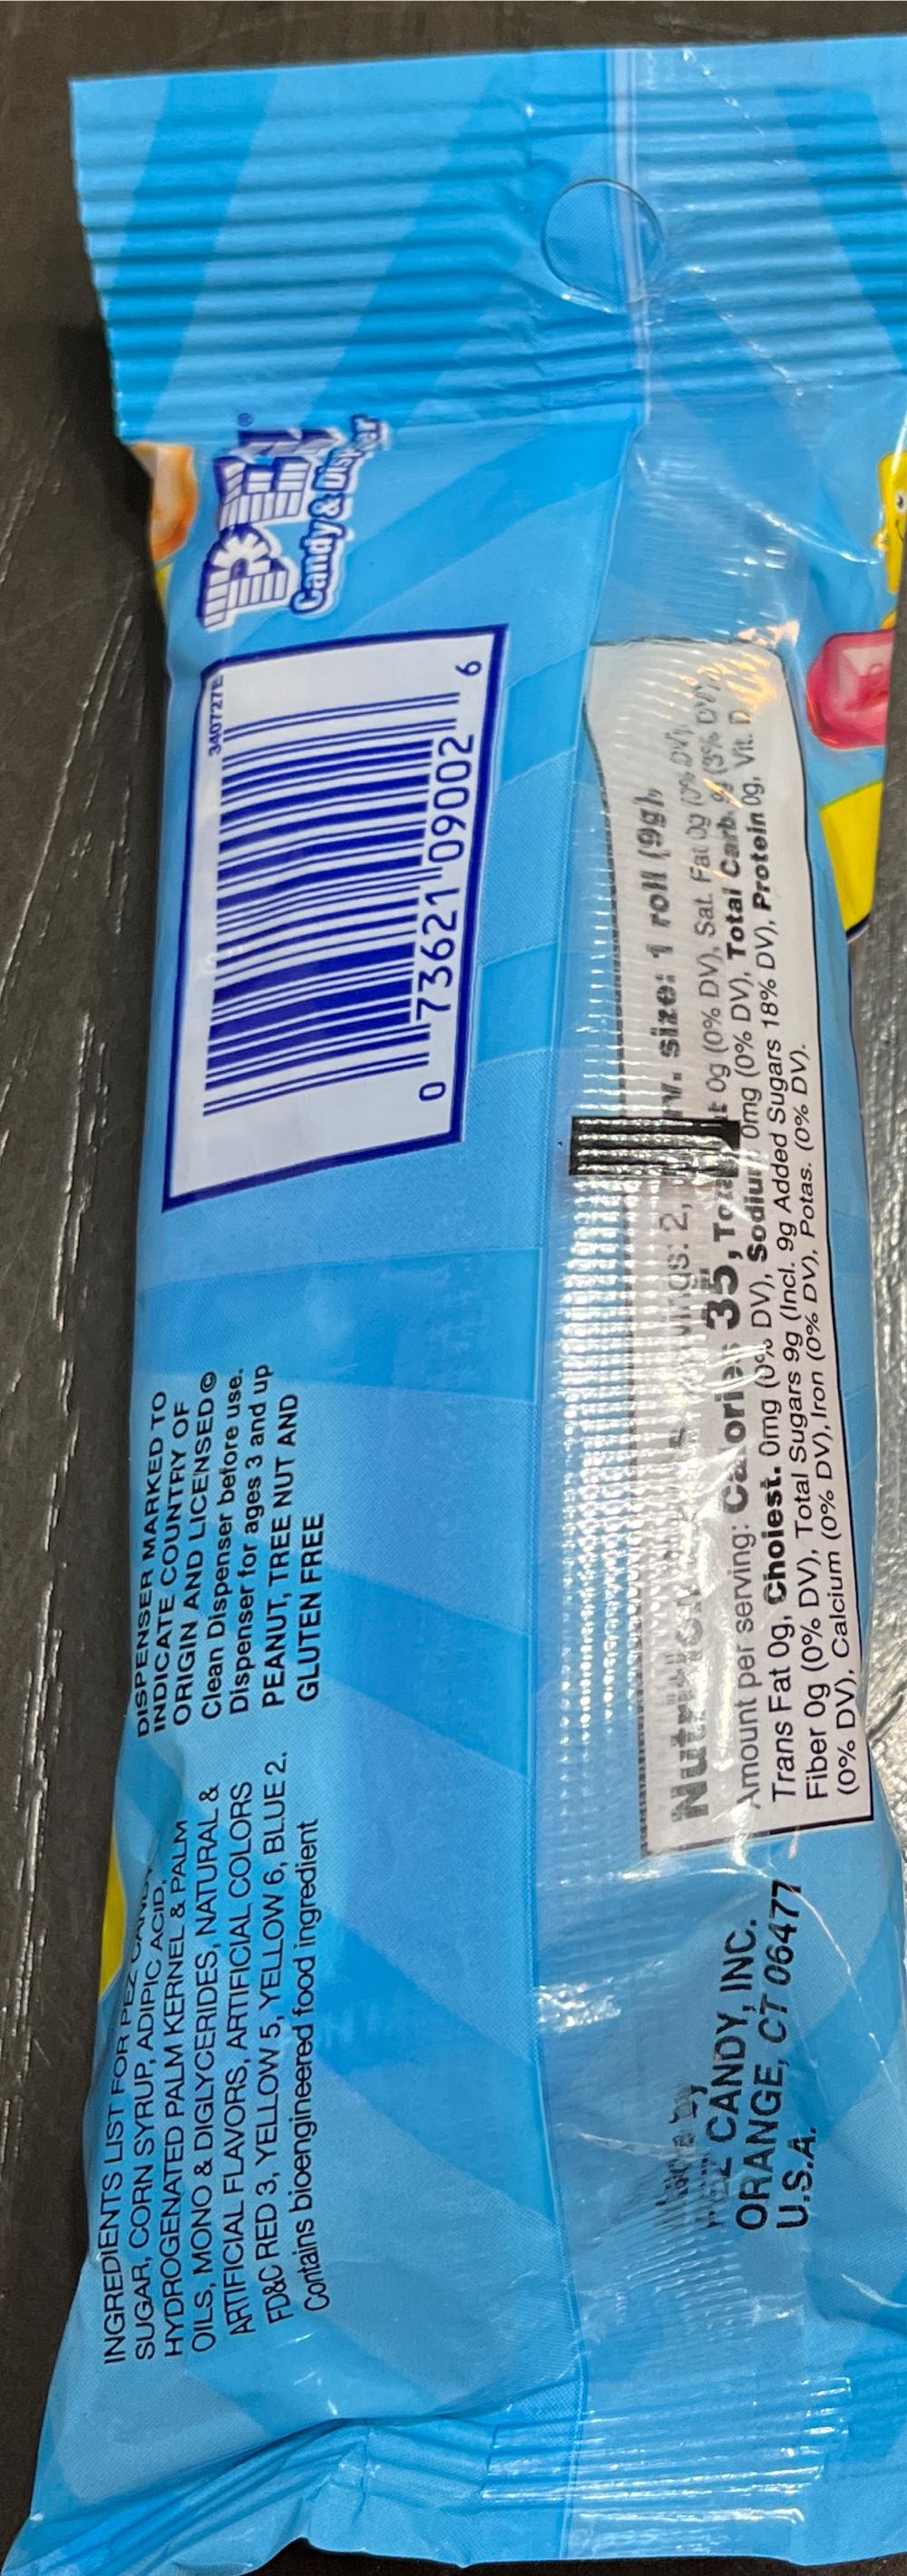 INGREDIENTS LIST FOR PEZ CANDY
SUGAR, CORN SYRUP, ADIPIC ACID,
HYDROGENATED PALM KERNEL & PALM
OILS, MONO & DIGLYCERIDES, NATURAL &
ARTIFICIAL FLAVORS, ARTIFICIAL COLORS
FD&C RED 3, YELLOW 5, YELLOW 6, BLUE 2.
Contains bioengineered food ingredient
DISPENSER MARKED TO
INDICATE COUNTRY OF
ORIGIN AND LICENSED ©
Clean Dispenser before use.
Dispenser for ages 3 and up
PEANUT, TREE NUT AND
GLUTEN FREE
340727E
0 73621 09002 6
PEZ®
Candy & Dispenser
CANDY, INC.
ORANGE, CT 06477
U.S.A.
Nutrition 2, size: 1 roll (9g),
Amount per serving: Calories 35, Total 0g (0% DV), Sat. Fat 0g (0% DV),
Trans Fat 0g, Cholest. 0mg (0% DV), Sodium 0mg (0% DV), Total Carb. 9g (3% DV),
Fiber 0g (0% DV), Total Sugars 9g (Incl. 9g Added Sugars 18% DV), Protein 0g, Vit. D
(0% DV), Calcium (0% DV), Iron (0% DV), Potas. (0% DV).